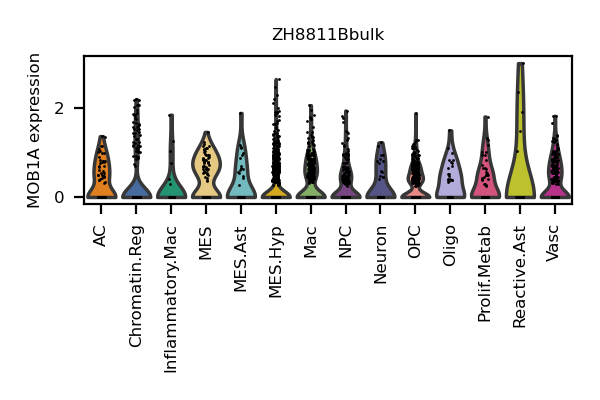 ZH8811Bbulk
MOB1A expression
2
0
AC
Chromatin.Reg
Inflammatory.Mac
MES
MES.Ast
MES.Hyp
Mac
NPC
Neuron
OPC
Oligo
Prolif.Metab
Reactive.Ast
Vasc